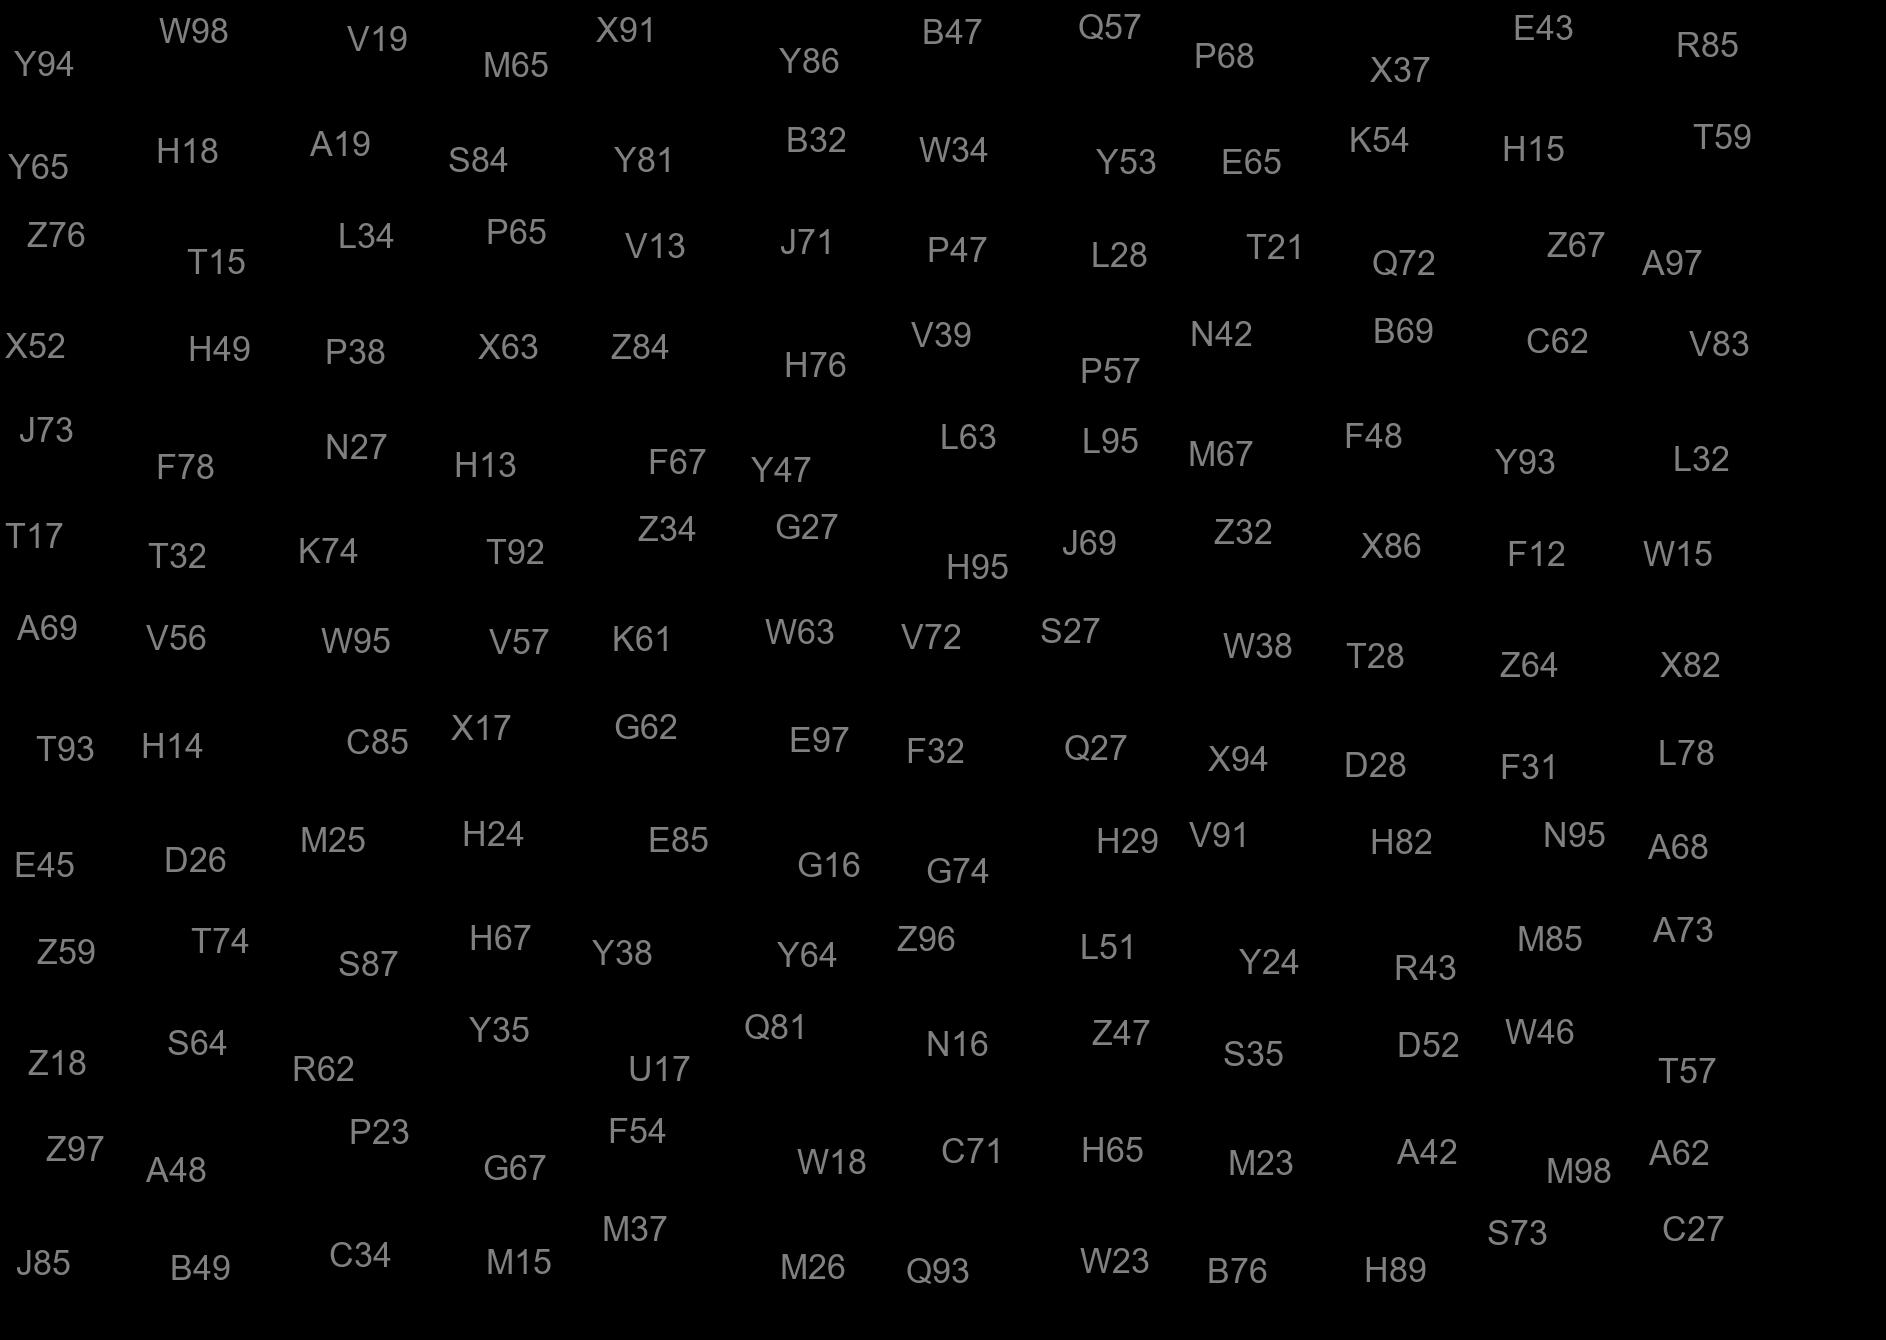 Y94 W98 V19 M65 X91 Y86 B47 Q57 P68 X37 E43 R85
Y65 H18 A19 S84 Y81 B32 W34 Y53 E65 K54 H15 T59
Z76 T15 L34 P65 V13 J71 P47 L28 T21 Q72 Z67 A97
X52 H49 P38 X63 Z84 H76 V39 P57 N42 B69 C62 V83
J73 F78 N27 H13 F67 Y47 L63 L95 M67 F48 Y93 L32
T17 T32 K74 T92 Z34 G27 H95 J69 Z32 X86 F12 W15
A69 V56 W95 V57 K61 W63 V72 S27 W38 T28 Z64 X82
T93 H14 C85 X17 G62 E97 F32 Q27 X94 D28 F31 L78
E45 D26 M25 H24 E85 G16 G74 H29 V91 H82 N95 A68
Z59 T74 S87 H67 Y38 Y64 Z96 L51 Y24 R43 M85 A73
Z18 S64 R62 Y35 U17 Q81 N16 Z47 S35 D52 W46 T57
Z97 A48 P23 G67 F54 W18 C71 H65 M23 A42 M98 A62
J85 B49 C34 M15 M37 M26 Q93 W23 B76 H89 S73 C27